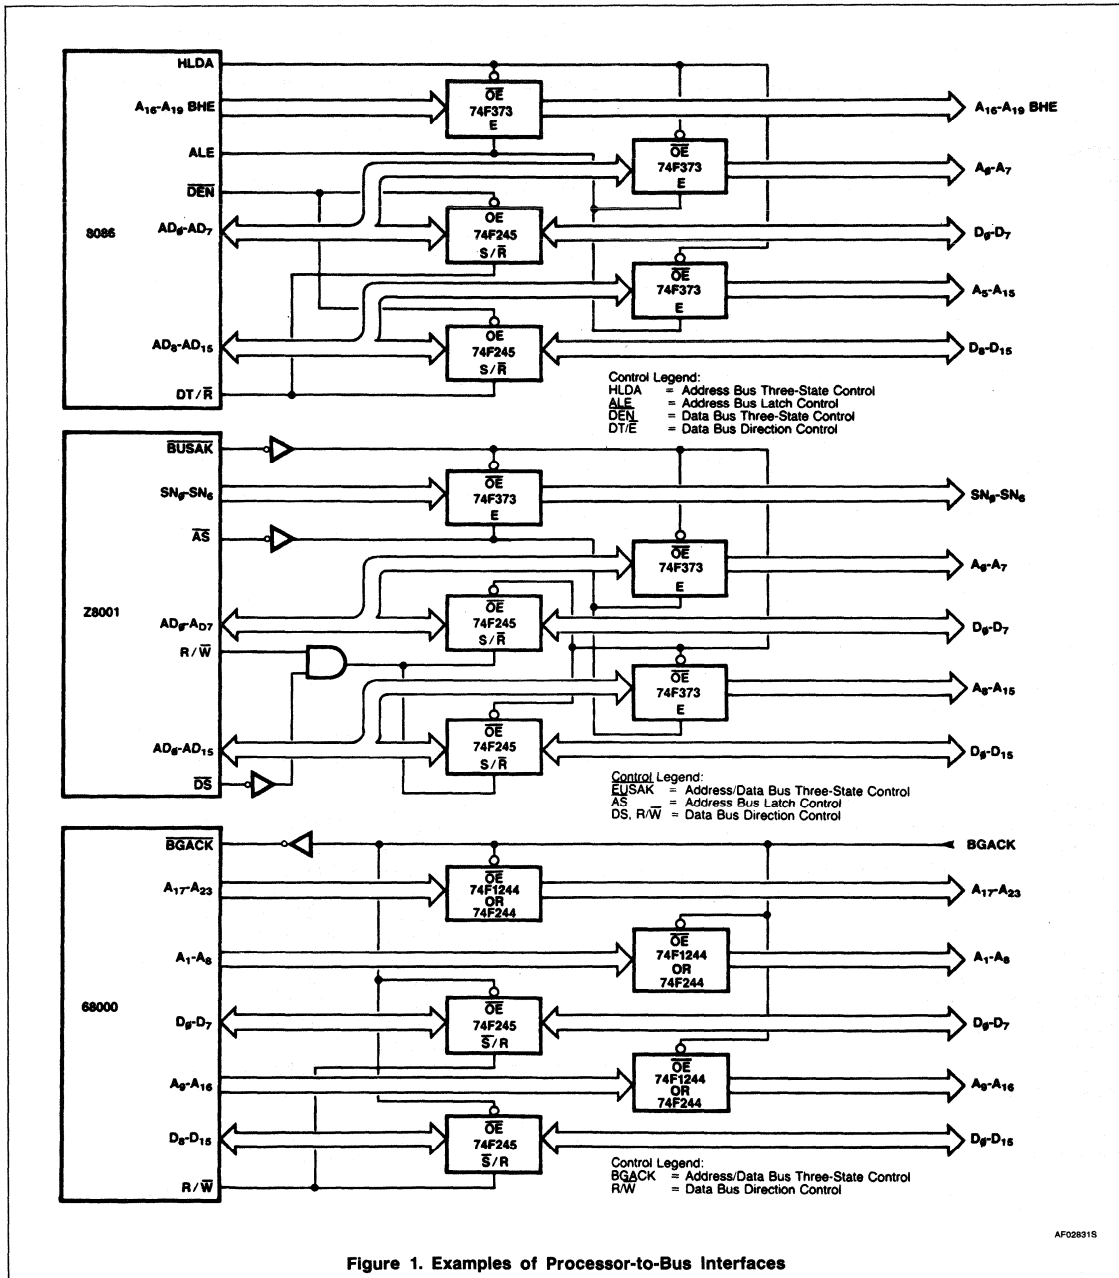 HLDA
A16-A19 BHE
ALE
DEN
AD0-AD7
8086
AD8-AD15
DT/R
OE
74F373
E
OE
74F373
E
OE
74F245
S/R
OE
74F373
E
OE
74F245
S/R
A16-A19 BHE
A0-A7
D0-D7
A5-A15
D8-D15
Control Legend:
HLDA = Address Bus Three-State Control
ALE = Address Bus Latch Control
DEN = Data Bus Three-State Control
DT/E = Data Bus Direction Control
BUSAK
SN0-SN6
AS
Z8001
AD0-AD7
R/W
AD0-AD15
DS
OE
74F373
E
OE
74F373
E
OE
74F245
S/R
OE
74F373
E
OE
74F245
S/R
SN0-SN6
A0-A7
D0-D7
A8-A15
D0-D15
Control Legend:
EUSAK = Address/Data Bus Three-State Control
AS = Address Bus Latch Control
DS, R/W = Data Bus Direction Control
BGACK
A17-A23
A1-A8
68000
D0-D7
A9-A16
D8-D15
R/W
OE
74F1244
OR
74F244
OE
74F1244
OR
74F244
OE
74F245
S/R
OE
74F1244
OR
74F244
OE
74F245
S/R
BGACK
A17-A23
A1-A8
D0-D7
A9-A16
D0-D15
Control Legend:
BGACK = Address/Data Bus Three-State Control
R/W = Data Bus Direction Control
AF02831S
Figure 1. Examples of Processor-to-Bus Interfaces